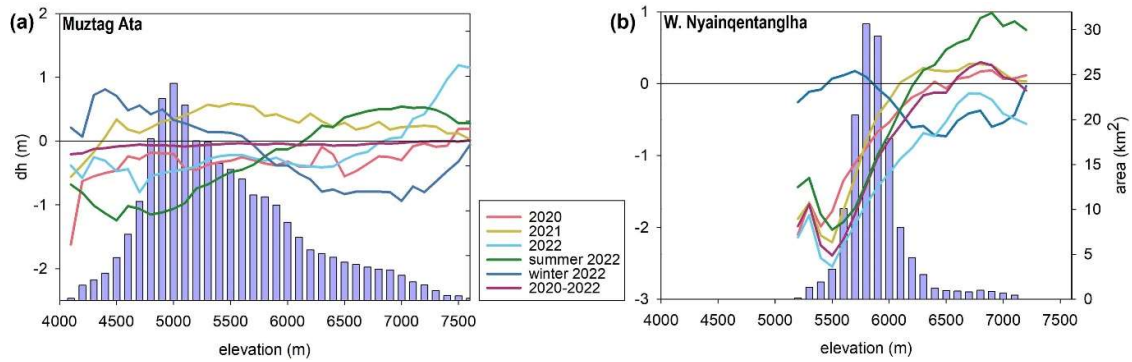 (a)
Muztag Ata
2
1
0
-1
-2
dh (m)
4000 4500 5000 5500 6000 6500 7000 7500
elevation (m)
2020
2021
2022
summer 2022
winter 2022
2020-2022
(b)
W. Nyainqentanglha
1
0
-1
-2
-3
30
25
20
15
10
5
0
area (km²)
4000 4500 5000 5500 6000 6500 7000 7500
elevation (m)